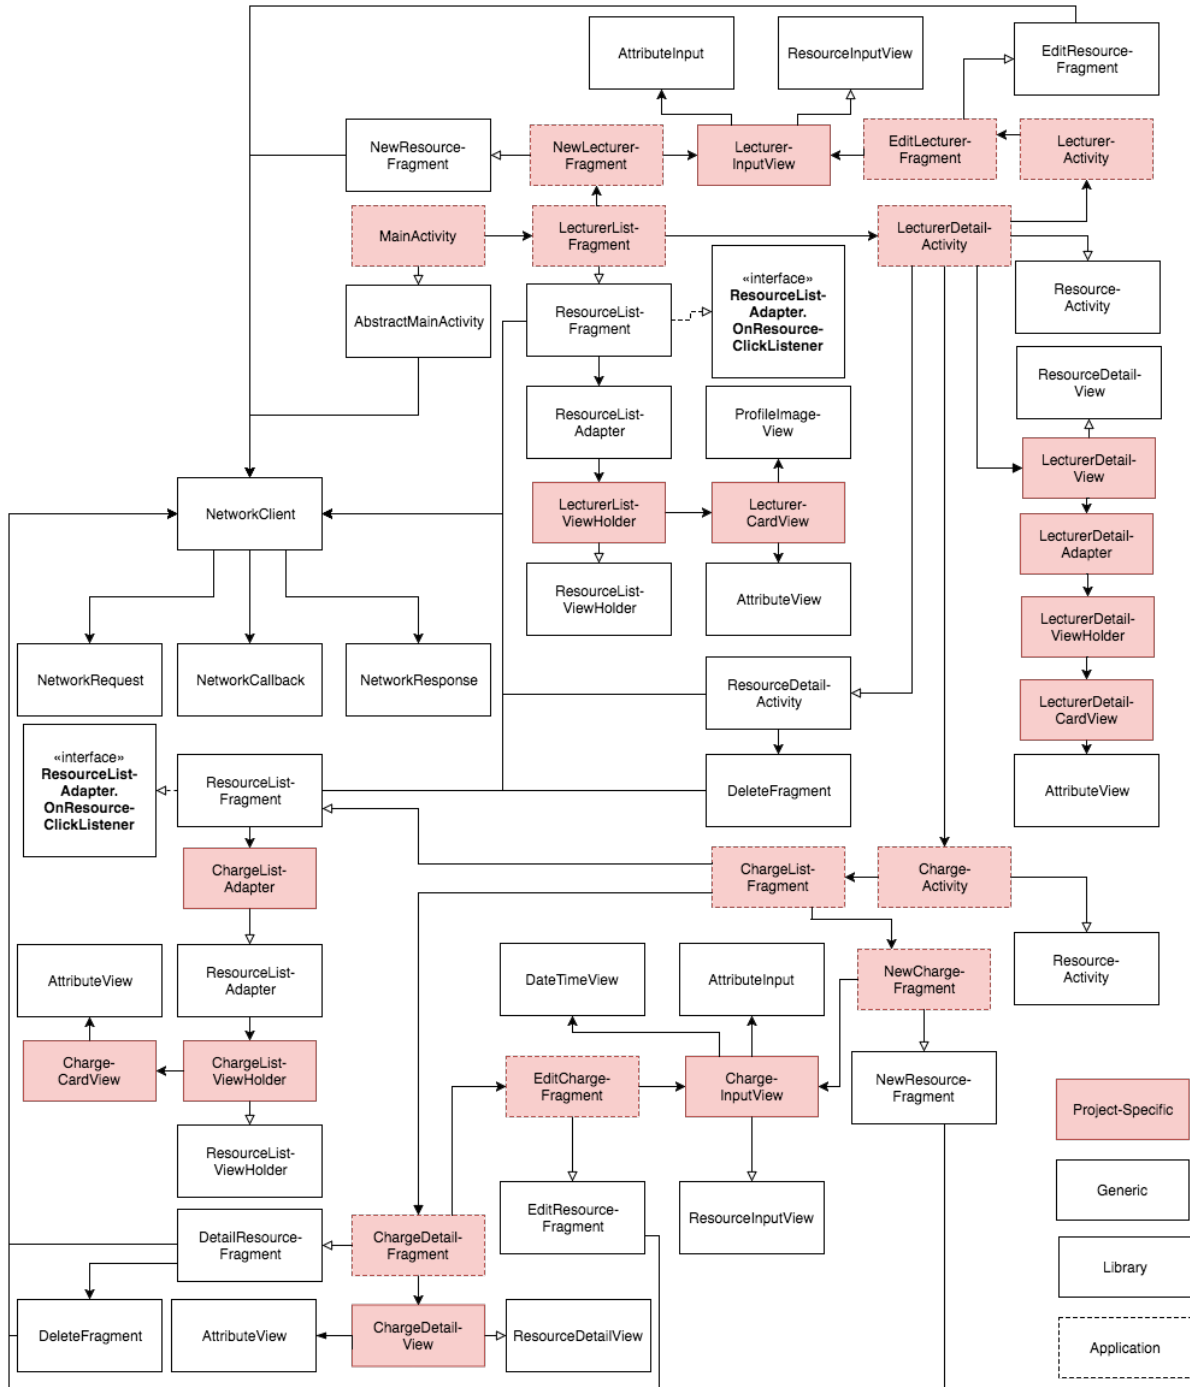 EditResource-
Fragment
AttributeInput
ResourceInputView
NewResource-
Fragment
NewLecturer-
Fragment
Lecturer-
InputView
EditLecturer-
Fragment
Lecturer-
Activity
MainActivity
LecturerList-
Fragment
LecturerDetail-
Activity
AbstractMainActivity
ResourceList-
Fragment
«interface»
ResourceList-
Adapter.
OnResource-
ClickListener
Resource-
Activity
ResourceDetail-
View
ResourceList-
Adapter
ProfileImage-
View
LecturerDetail-
View
NetworkClient
LecturerList-
ViewHolder
Lecturer-
CardView
LecturerDetail-
Adapter
ResourceList-
ViewHolder
AttributeView
LecturerDetail-
ViewHolder
NetworkRequest
NetworkCallback
NetworkResponse
ResourceDetail-
Activity
LecturerDetail-
CardView
«interface»
ResourceList-
Adapter.
OnResource-
ClickListener
ResourceList-
Fragment
DeleteFragment
AttributeView
ChargeList-
Adapter
ChargeList-
Fragment
Charge-
Activity
AttributeView
ResourceList-
Adapter
DateTimeView
AttributeInput
NewCharge-
Fragment
Resource-
Activity
Charge-
CardView
ChargeList-
ViewHolder
EditCharge-
Fragment
Charge-
InputView
NewResource-
Fragment
Project-Specific
ResourceList-
ViewHolder
Generic
EditResource-
Fragment
ResourceInputView
DetailResource-
Fragment
ChargeDetail-
Fragment
Library
DeleteFragment
AttributeView
ChargeDetail-
View
ResourceDetailView
Application